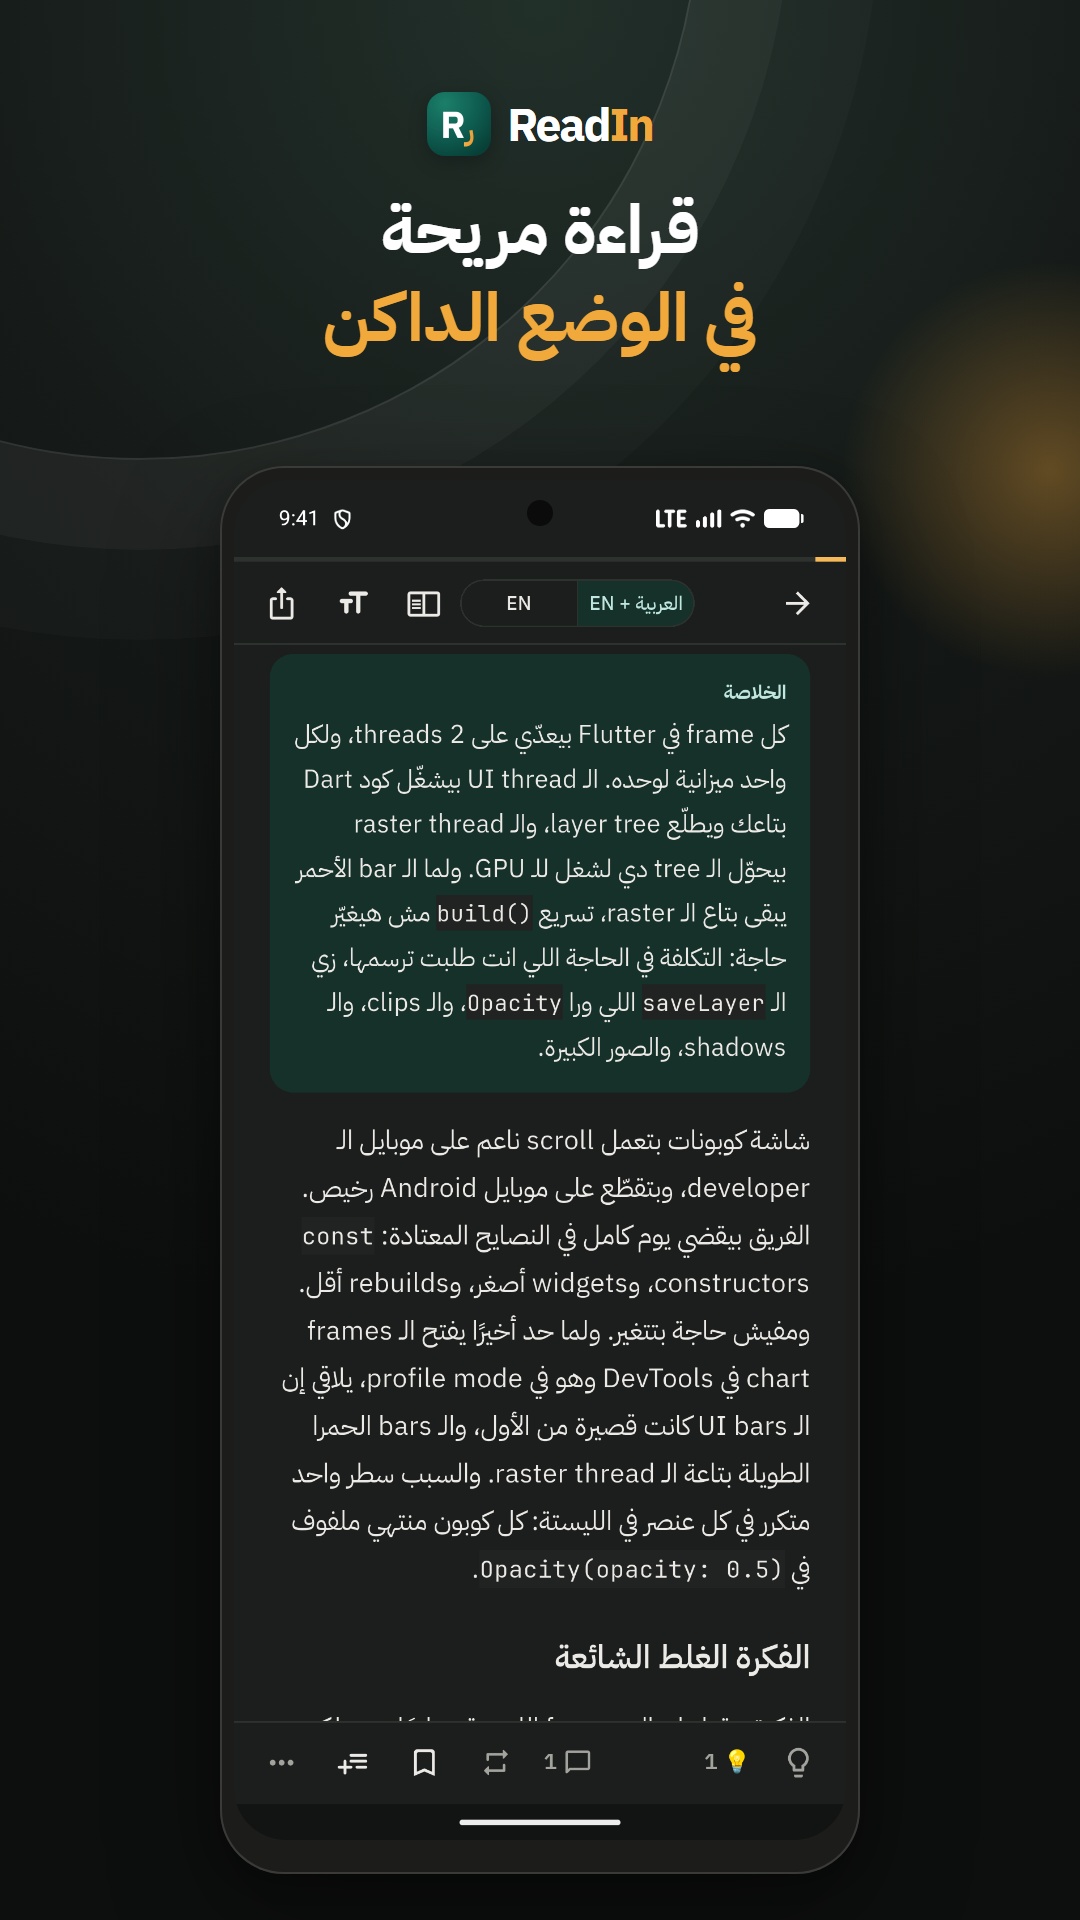 Rر ReadIn
قراءة مريحة
في الوضع الداكن
9:41 LTE
EN العربية + EN
الخلاصة
كل frame في Flutter بيعدّي على 2 threads، ولكل
واحد ميزانية لوحده. الـ UI thread بيشغّل كود Dart
بتاعك ويطلّع layer tree، والـ raster thread
بيحوّل الـ tree دي لشغل للـ GPU. ولما الـ bar الأحمر
يبقى بتاع الـ raster، تسريع build() مش هيغيّر
حاجة: التكلفة في الحاجة اللي انت طلبت ترسمها، زي
الـ saveLayer اللي ورا Opacity، والـ clips، والـ
shadows، والصور الكبيرة.
شاشة كوبونات بتعمل scroll ناعم على موبايل الـ
developer، وبتقطّع على موبايل Android رخيص.
الفريق بيقضي يوم كامل في النصايح المعتادة: const
constructors، وwidgets أصغر، وrebuilds أقل.
ومفيش حاجة بتتغير. ولما حد أخيرًا يفتح الـ frames
chart في DevTools وهو في profile mode، يلاقي إن
الـ UI bars كانت قصيرة من الأول، والـ bars الحمرا
الطويلة بتاعة الـ raster thread. والسبب سطر واحد
متكرر في كل عنصر في الليستة: كل كوبون منتهي ملفوف
في Opacity(opacity: 0.5).
الفكرة الغلط الشائعة
1 1